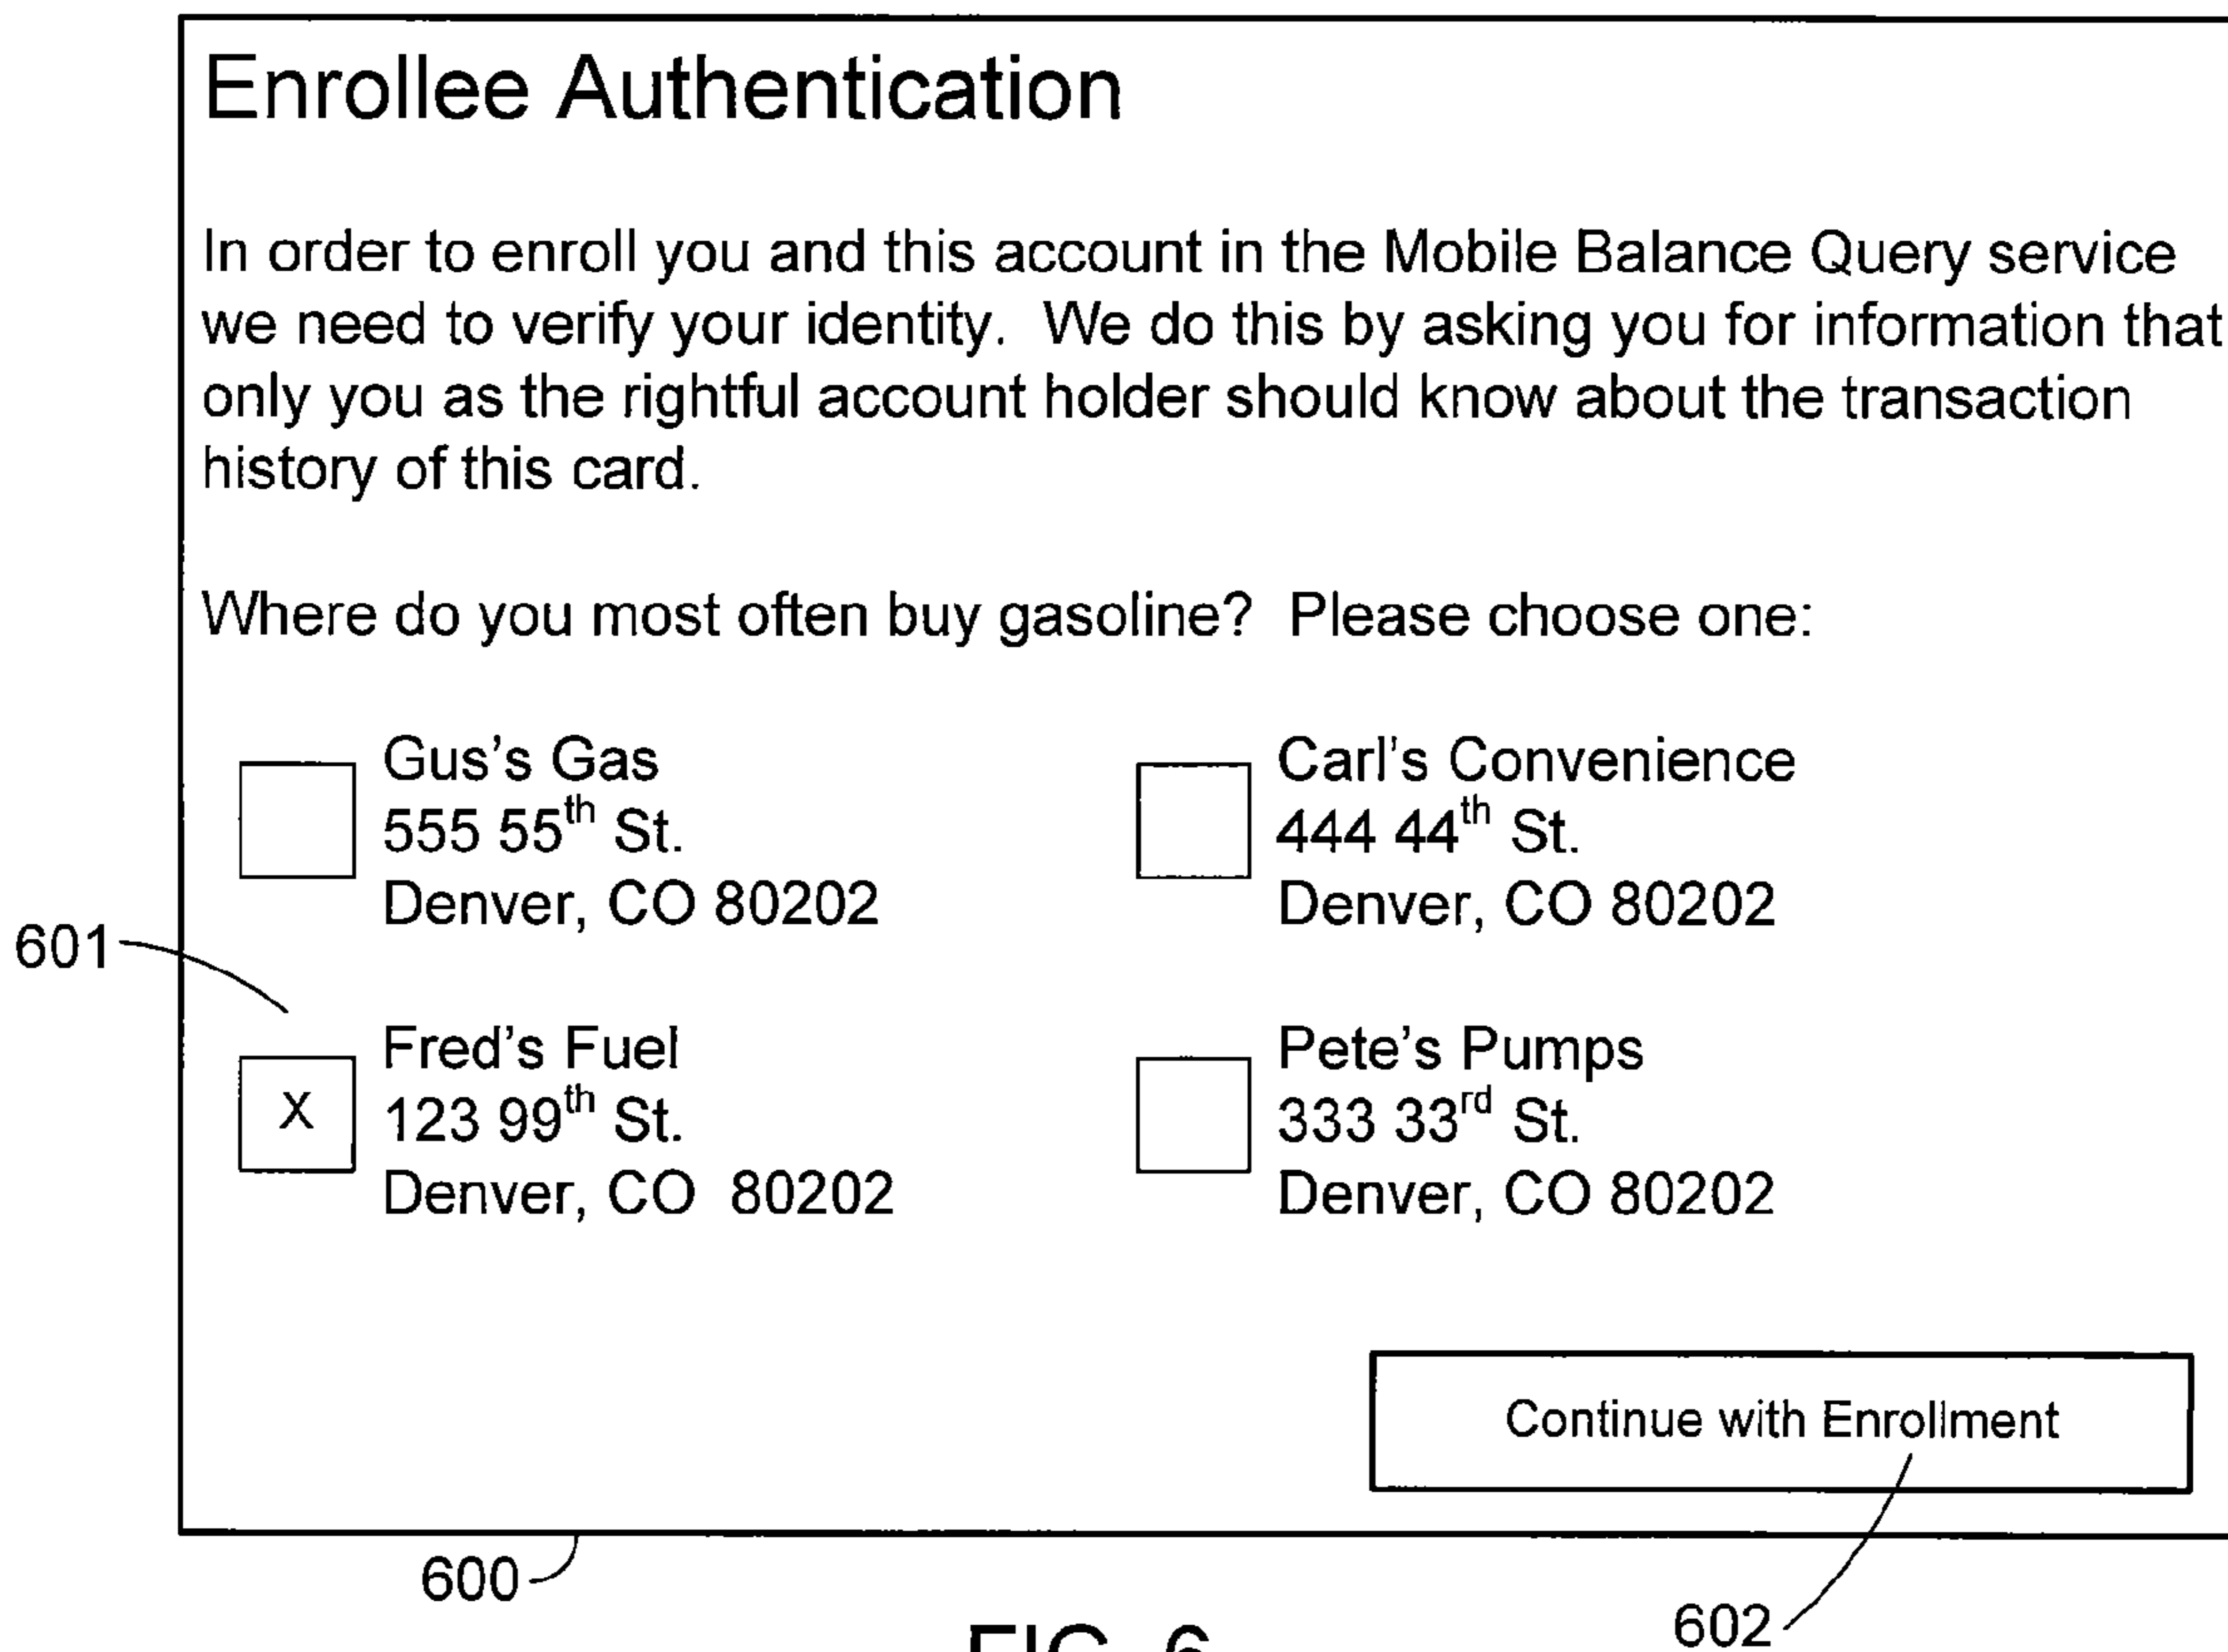 Enrollee Authentication
In order to enroll you and this account in the Mobile Balance Query service
we need to verify your identity.  We do this by asking you for information that
only you as the rightful account holder should know about the transaction
history of this card.
Where do you most often buy gasoline?  Please choose one:
Gus's Gas
555 55th St.
Denver, CO 80202
Carl's Convenience
444 44th St.
Denver, CO 80202
601
X
Fred's Fuel
123 99th St.
Denver, CO  80202
Pete's Pumps
333 33rd St.
Denver, CO 80202
Continue with Enrollment
600
602
FIG. 6